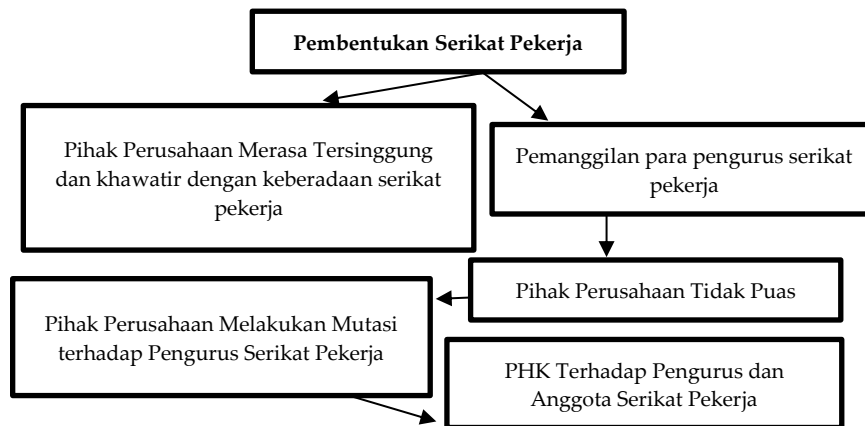 Pembentukan Serikat Pekerja
Pihak Perusahaan Merasa Tersinggung
dan khawatir dengan keberadaan serikat
pekerja
Pemanggilan para pengurus serikat
pekerja
Pihak Perusahaan Tidak Puas
Pihak Perusahaan Melakukan Mutasi
terhadap Pengurus Serikat Pekerja
PHK Terhadap Pengurus dan
Anggota Serikat Pekerja